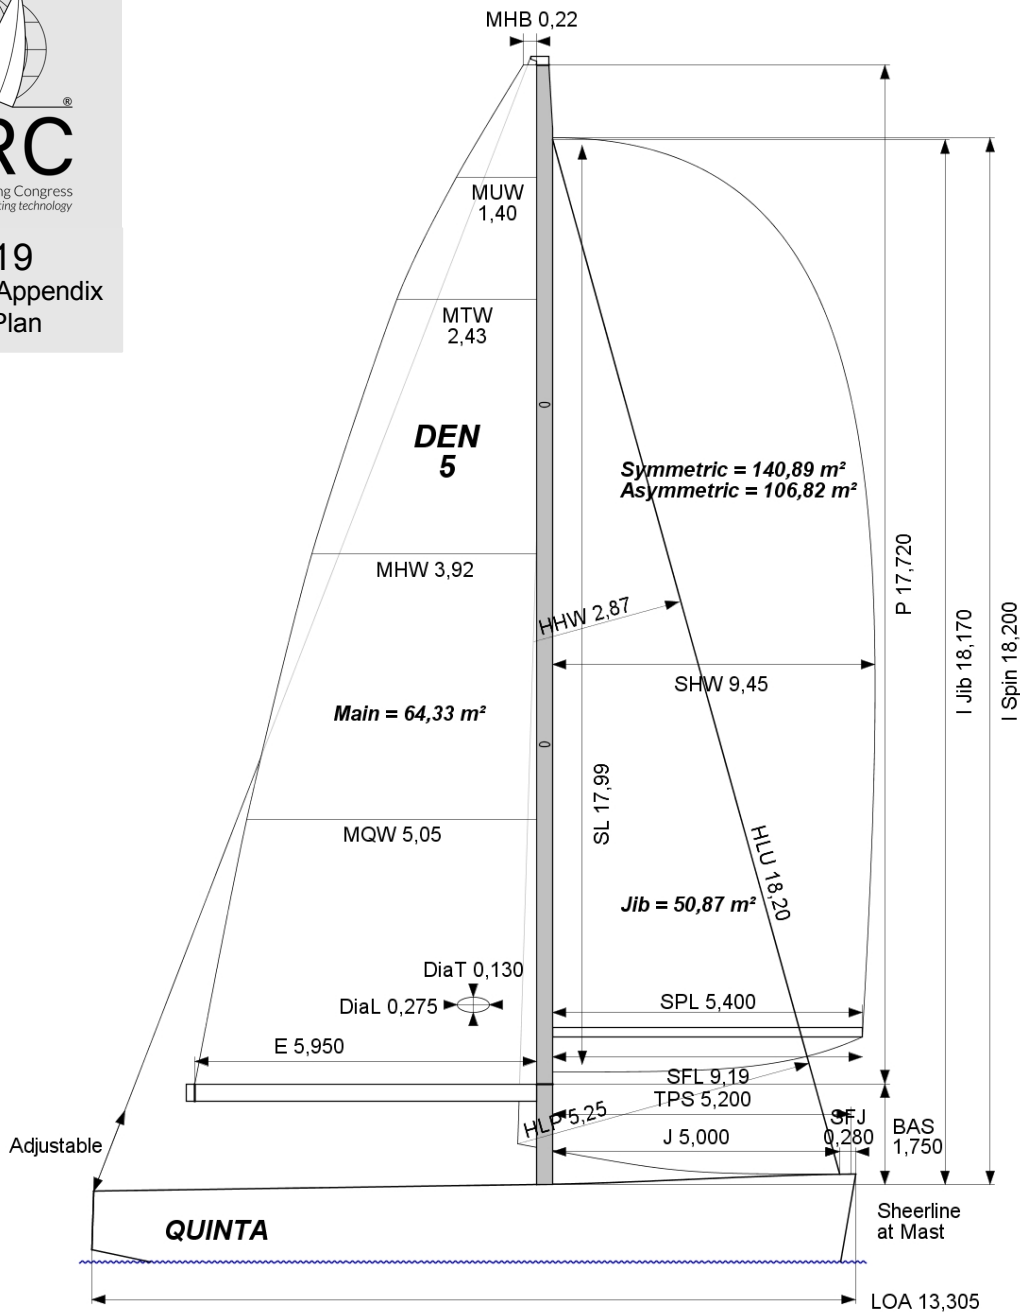 MHB 0,22
®
RC
ng Congress
ting technology
19
Appendix
Plan
MUW
1,40
MTW
2,43
DEN
5
Symmetric = 140,89 m²
Asymmetric = 106,82 m²
MHW 3,92
P 17,720
HHW 2,87
I Jib 18,170
I Spin 18,200
SHW 9,45
Main = 64,33 m²
SL 17,99
MQW 5,05
HLU 18,20
Jib = 50,87 m²
DiaT 0,130
DiaL 0,275
SPL 5,400
E 5,950
SFL 9,19
TPS 5,200
HLP 5,25
SFJ
0,280
J 5,000
BAS
1,750
Adjustable
Sheerline
at Mast
QUINTA
LOA 13,305